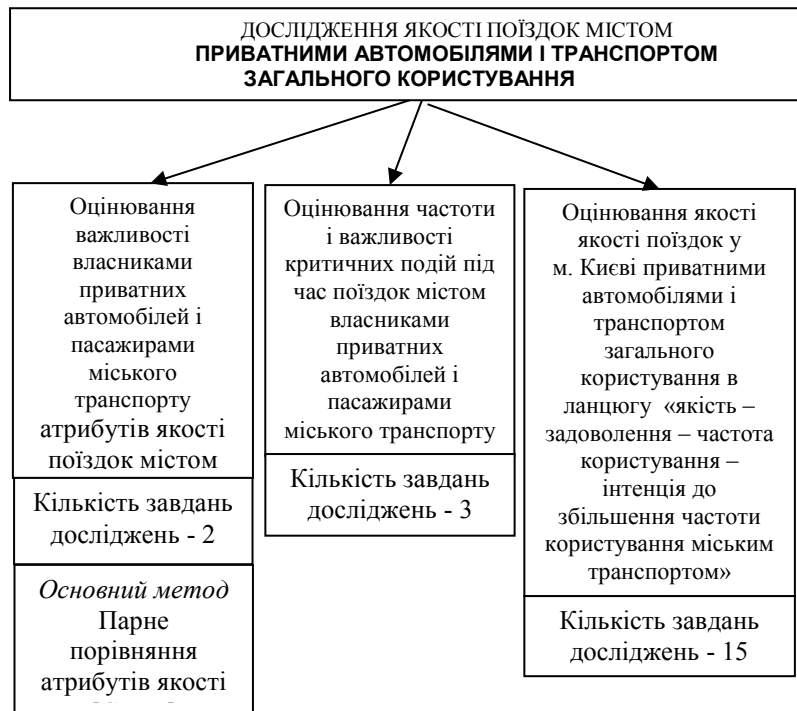 ДОСЛІДЖЕННЯ ЯКОСТІ ПОЇЗДОК МІСТОМ
ПРИВАТНИМИ АВТОМОБІЛЯМИ І ТРАНСПОРТОМ
ЗАГАЛЬНОГО КОРИСТУВАННЯ
Оцінювання
важливості
власниками
приватних
автомобілей і
пасажирами
міського
транспорту
атрибутів якості
поїздок містом
Кількість завдань
досліджень - 2
Основний метод
Парне
порівняння
атрибутів якості
Оцінювання частоти
і важливості
критичних подій під
час поїздок містом
власниками
приватних
автомобілей і
пасажирами
міського транспорту
Кількість завдань
досліджень - 3
Оцінювання якості
якості поїздок у
м. Києві приватними
автомобілями і
транспортом
загального
користування в
ланцюгу «якість –
задоволення – частота
користування –
інтенція до
збільшення частоти
користування міським
транспортом»
Кількість завдань
досліджень - 15